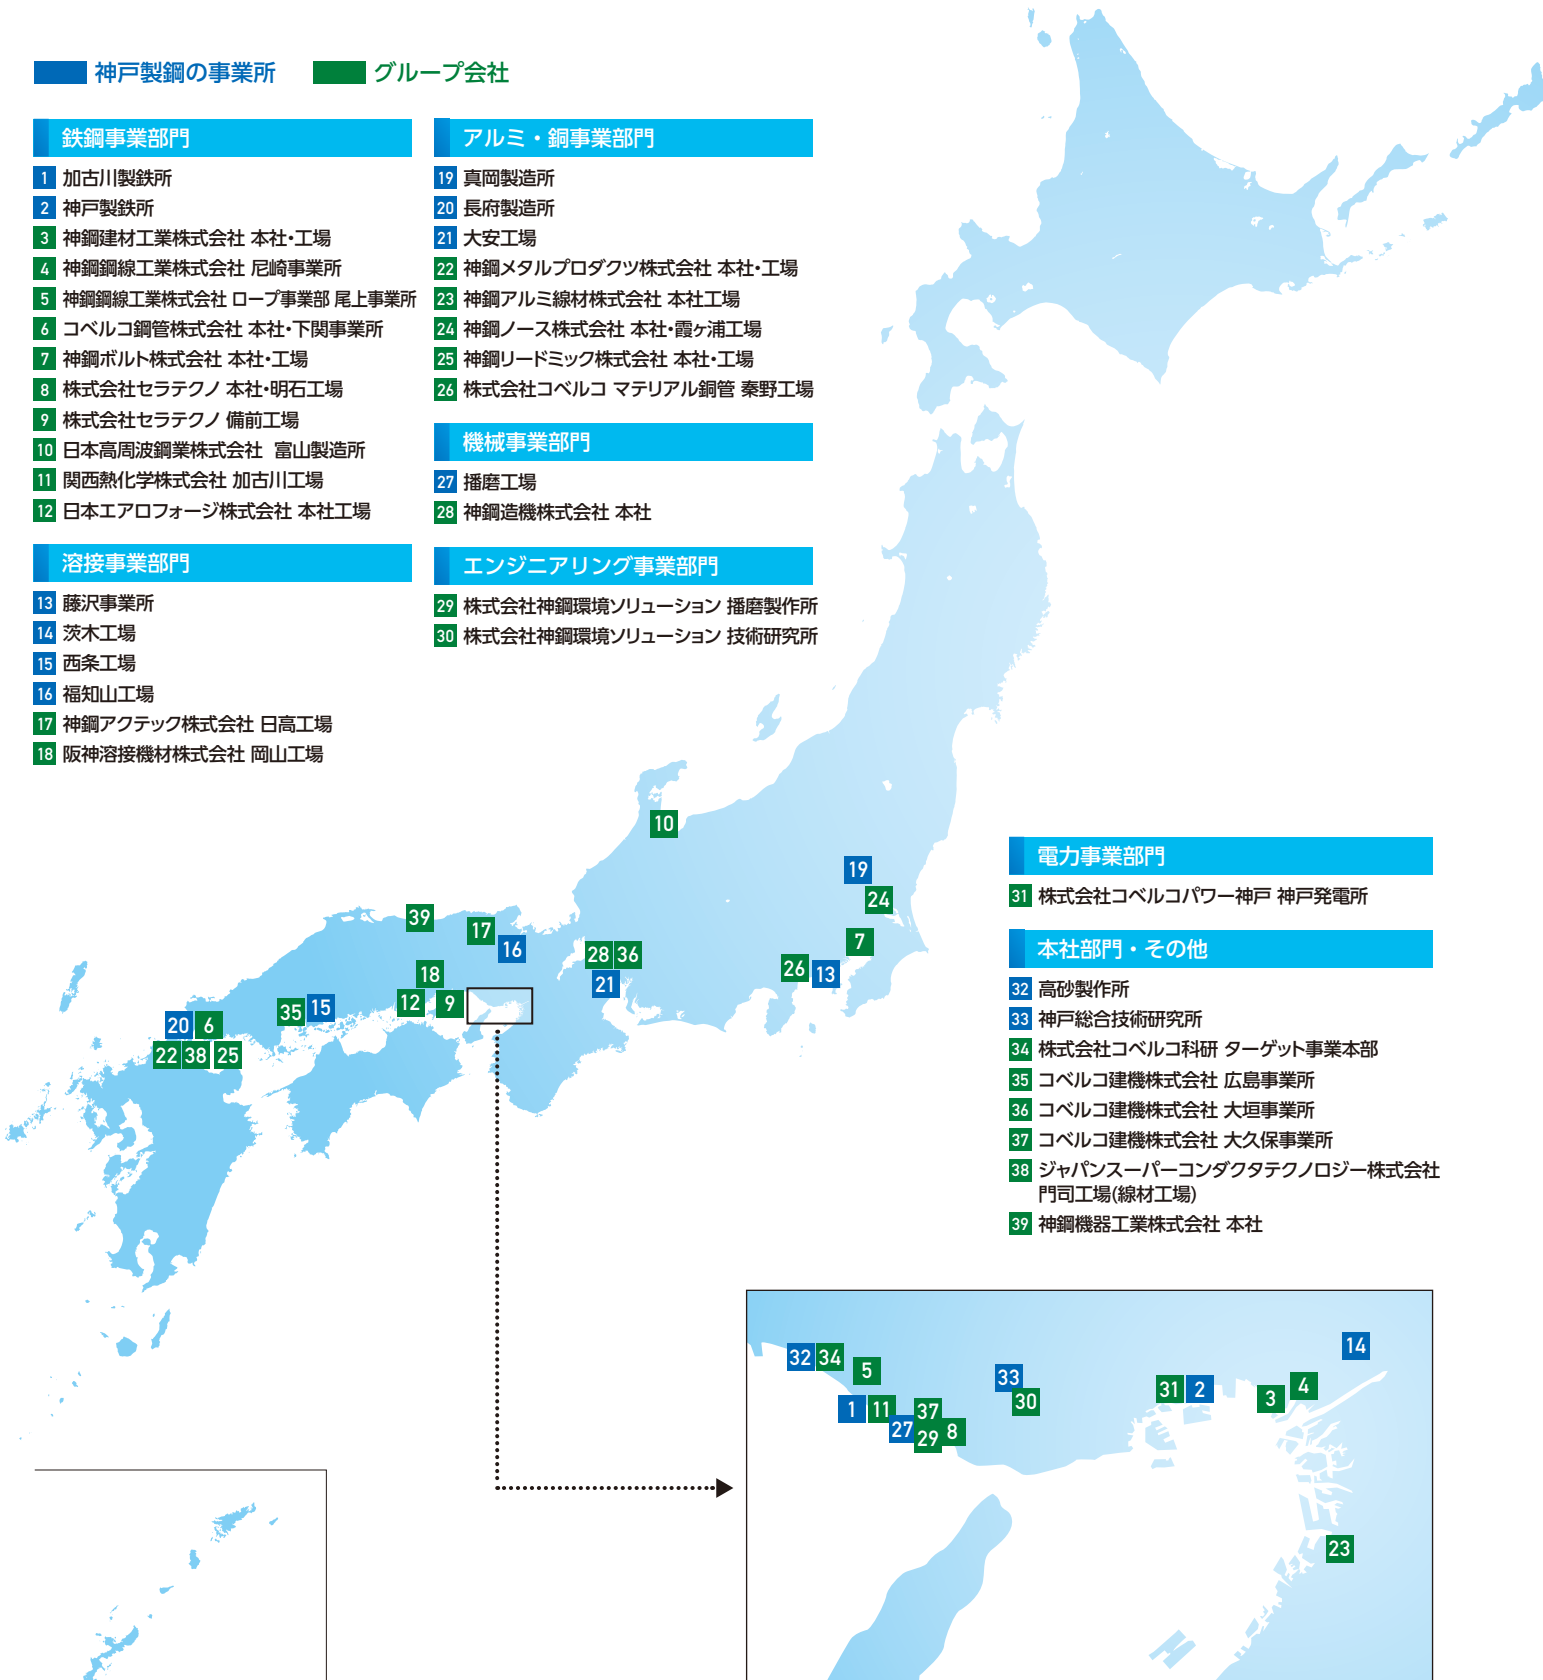 神戸製鋼の事業所
グループ会社
鉄鋼事業部門
1 加古川製鉄所
2 神戸製鉄所
3 神鋼建材工業株式会社 本社・工場
4 神鋼鋼線工業株式会社 尼崎事業所
5 神鋼鋼線工業株式会社 ロープ事業部 尾上事業所
6 コベルコ鋼管株式会社 本社・下関事業所
7 神鋼ボルト株式会社 本社・工場
8 株式会社セラテクノ 本社・明石工場
9 株式会社セラテクノ 備前工場
10 日本高周波鋼業株式会社 富山製造所
11 関西熱化学株式会社 加古川工場
12 日本エアロフォージ株式会社 本社工場
溶接事業部門
13 藤沢事業所
14 茨木工場
15 西条工場
16 福知山工場
17 神鋼アクテック株式会社 日高工場
18 阪神溶接機材株式会社 岡山工場
アルミ・銅事業部門
19 真岡製造所
20 長府製造所
21 大安工場
22 神鋼メタルプロダクツ株式会社 本社・工場
23 神鋼アルミ線材株式会社 本社工場
24 神鋼ノース株式会社 本社・霞ヶ浦工場
25 神鋼リードミック株式会社 本社・工場
26 株式会社コベルコ マテリアル銅管 秦野工場
機械事業部門
27 播磨工場
28 神鋼造機株式会社 本社
エンジニアリング事業部門
29 株式会社神鋼環境ソリューション 播磨製作所
30 株式会社神鋼環境ソリューション 技術研究所
電力事業部門
31 株式会社コベルコパワー神戸 神戸発電所
本社部門・その他
32 高砂製作所
33 神戸総合技術研究所
34 株式会社コベルコ科研 ターゲット事業本部
35 コベルコ建機株式会社 広島事業所
36 コベルコ建機株式会社 大垣事業所
37 コベルコ建機株式会社 大久保事業所
38 ジャパンスーパーコンダクタテクノロジー株式会社
門司工場(線材工場)
39 神鋼機器工業株式会社 本社
10
19
24
39
17
16
28 36
7
18
26 13
21
12 9
35 15
20 6
22 38 25
14
32 34
5
33
31 2
3 4
30
1 11
37
27 29 8
23